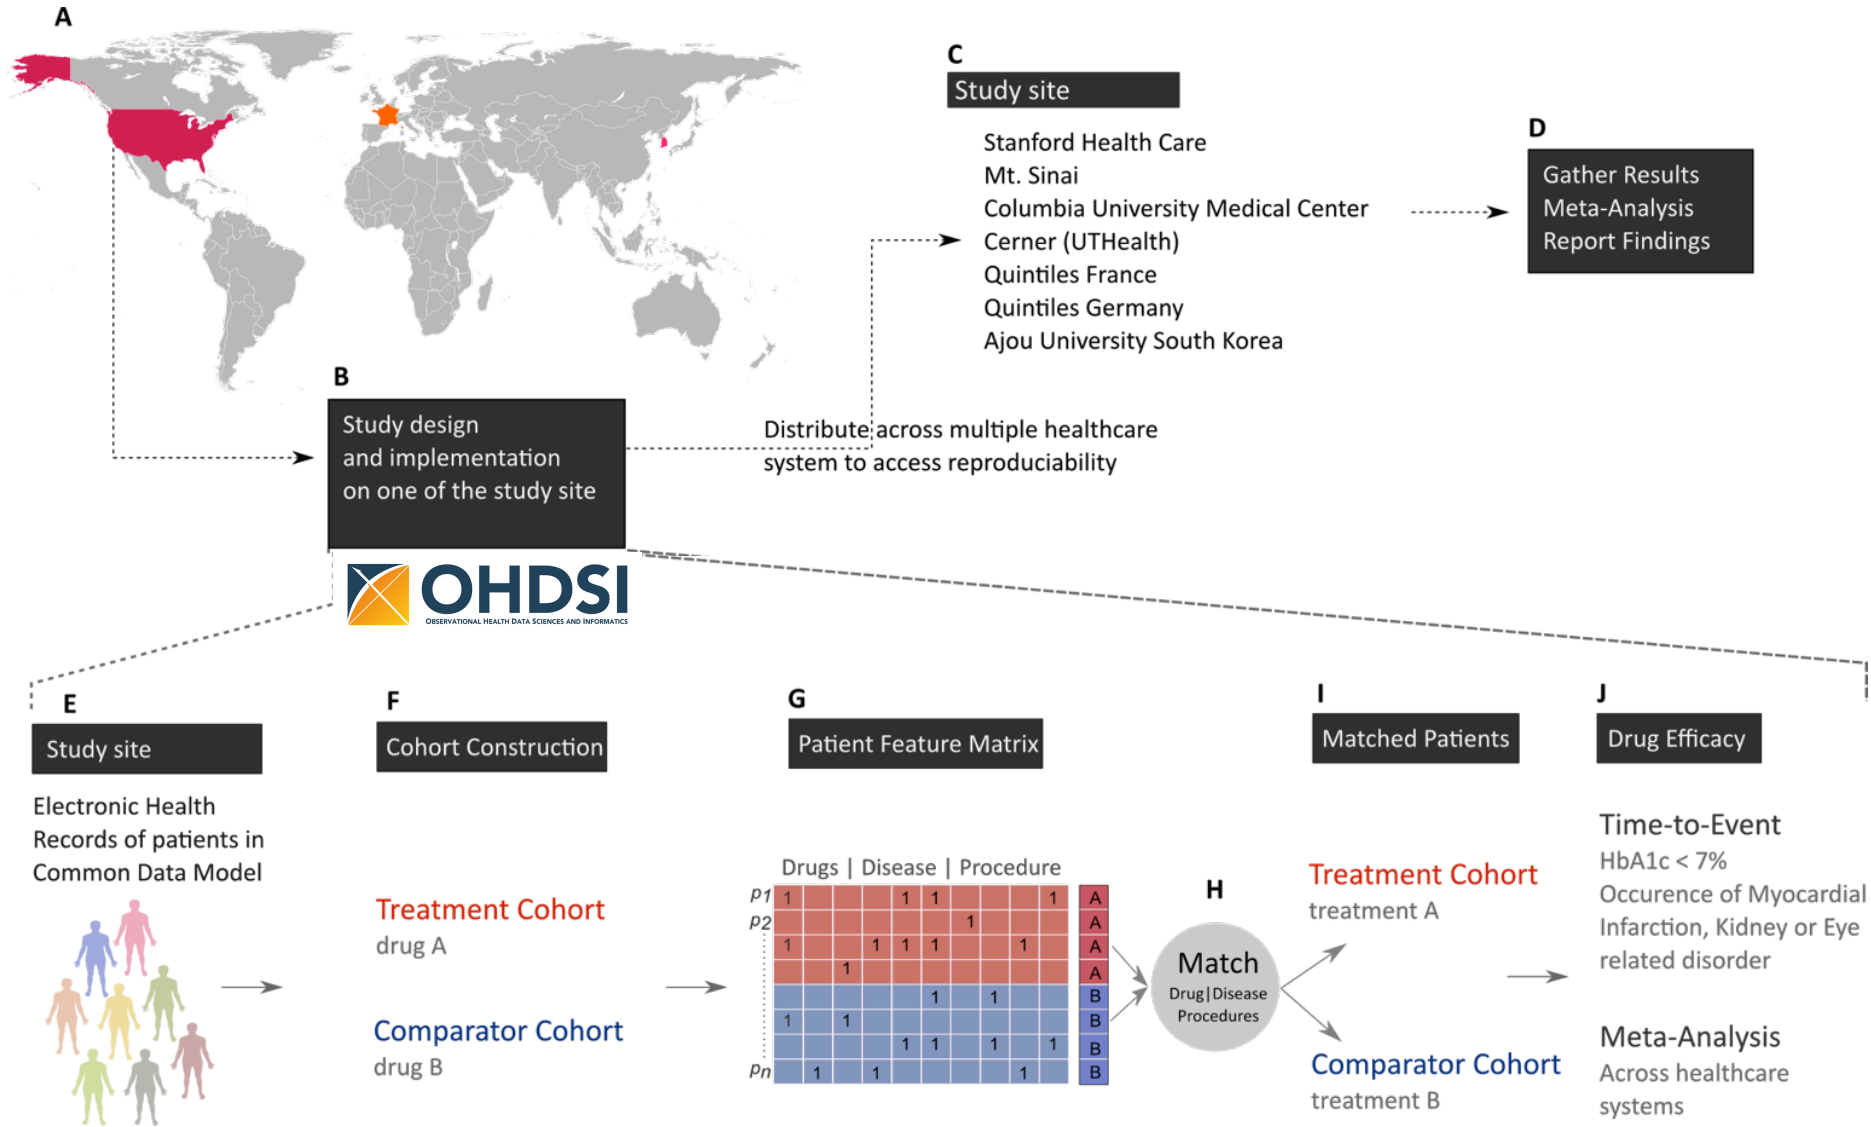 A
C
Study site
Stanford Health Care
Mt. Sinai
Columbia University Medical Center
Cerner (UTHealth)
Quintiles France
Quintiles Germany
Ajou University South Korea
D
Gather Results
Meta-Analysis
Report Findings
B
Study design
and implementation
on one of the study site
Distribute across multiple healthcare
system to access reproduciability
OHDSI
OBSERVATIONAL HEALTH DATA SCIENCES AND INFORMATICS
E
Study site
Electronic Health
Records of patients in
Common Data Model
F
Cohort Construction
Treatment Cohort
drug A
Comparator Cohort
drug B
G
Patient Feature Matrix
Drugs | Disease | Procedure
p1 1 1 1 1 A
p2 1 A
1 1 1 1 1 A
1 A
1 1 B
1 1 B
1 1 1 1 B
pn 1 1 1 B
H
Match
Drug|Disease
Procedures
I
Matched Patients
Treatment Cohort
treatment A
Comparator Cohort
treatment B
J
Drug Efficacy
Time-to-Event
HbA1c < 7%
Occurence of Myocardial
Infarction, Kidney or Eye
related disorder
Meta-Analysis
Across healthcare
systems